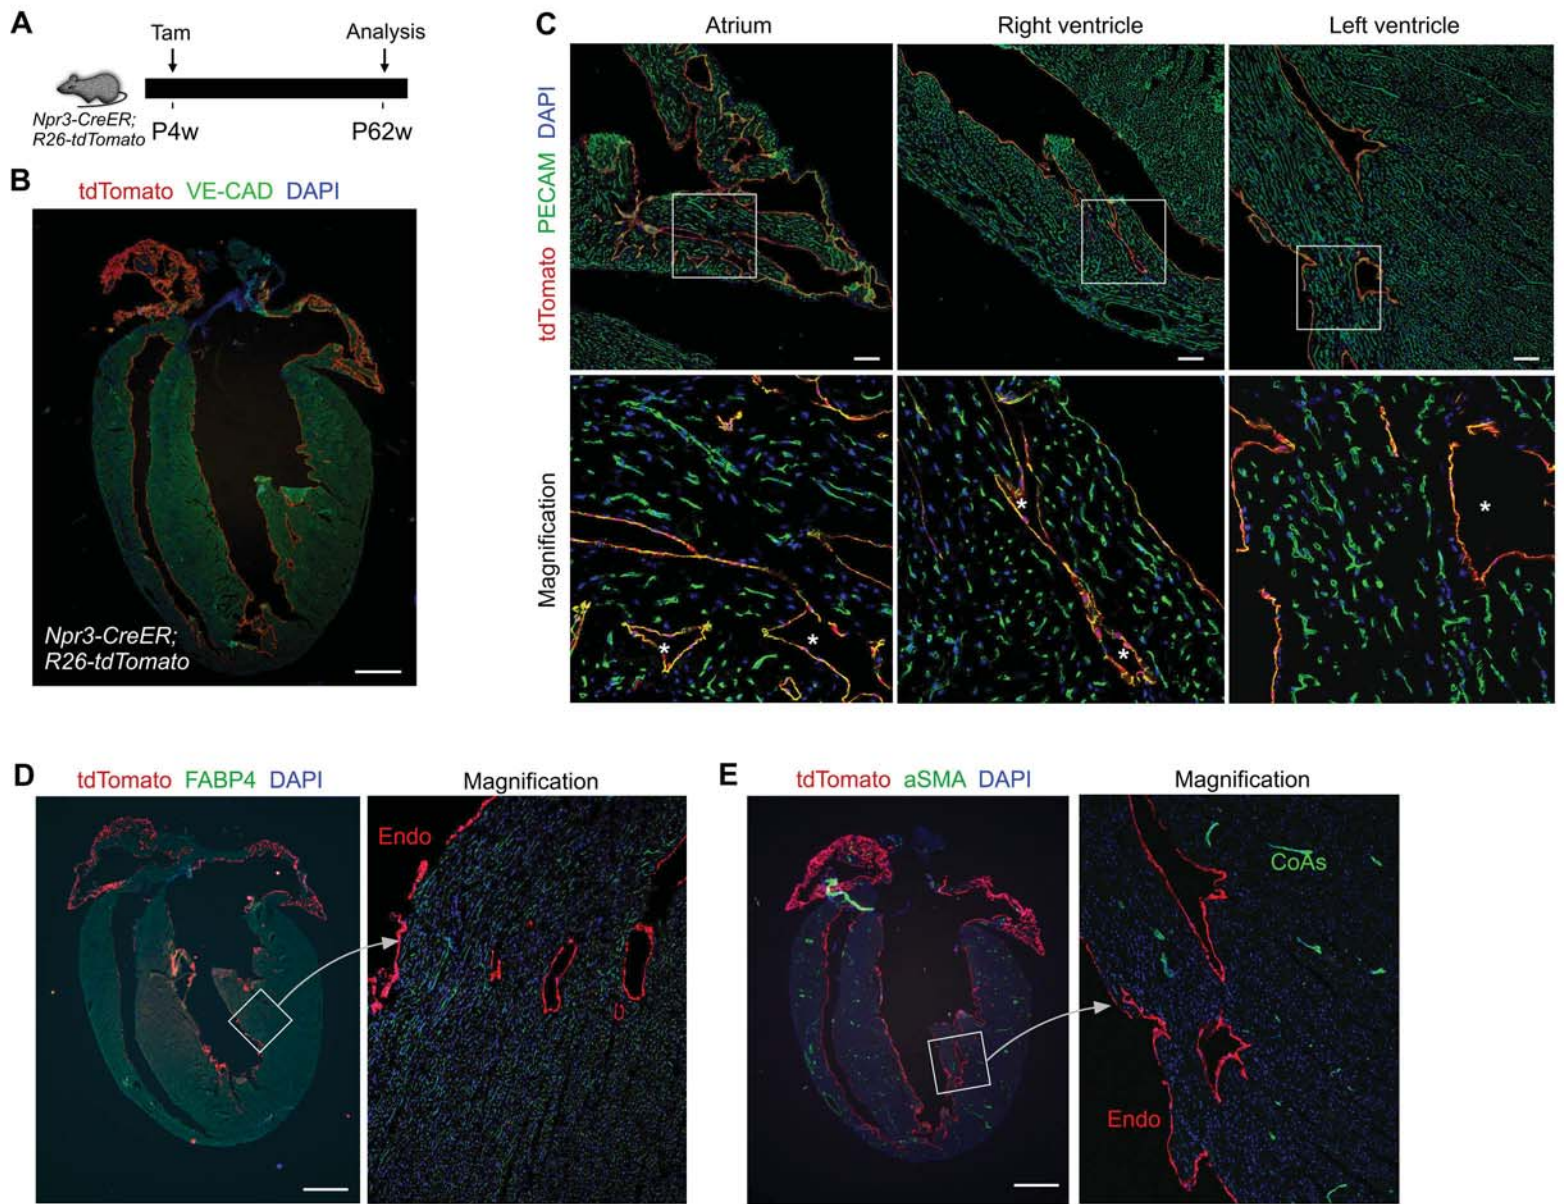 A
Tam Analysis
Npr3-CreER;
R26-tdTomato
P4w P62w
B
tdTomato VE-CAD DAPI
Npr3-CreER;
R26-tdTomato
C
Atrium Right ventricle Left ventricle
tdTomato PECAM DAPI
Magnification
*
*
*
*
*
D
tdTomato FABP4 DAPI Magnification
Endo
E
tdTomato aSMA DAPI Magnification
CoAs
Endo